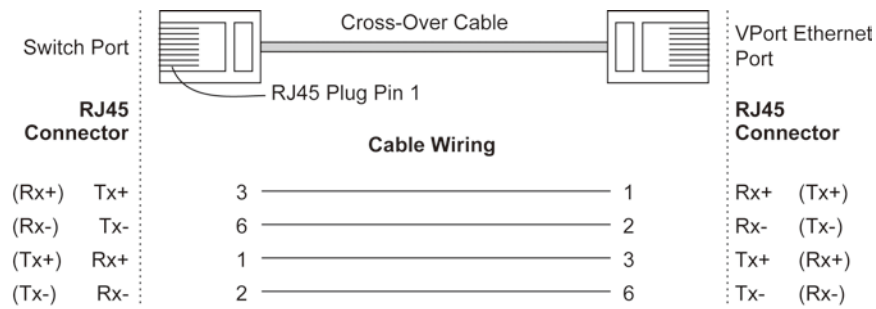 Cross-Over Cable
Switch Port
VPort Ethernet
Port
RJ45 Plug Pin 1
RJ45
Connector
RJ45
Connector
Cable Wiring
(Rx+) Tx+ 3 1 Rx+ (Tx+)
(Rx-) Tx- 6 2 Rx- (Tx-)
(Tx+) Rx+ 1 3 Tx+ (Rx+)
(Tx-) Rx- 2 6 Tx- (Rx-)